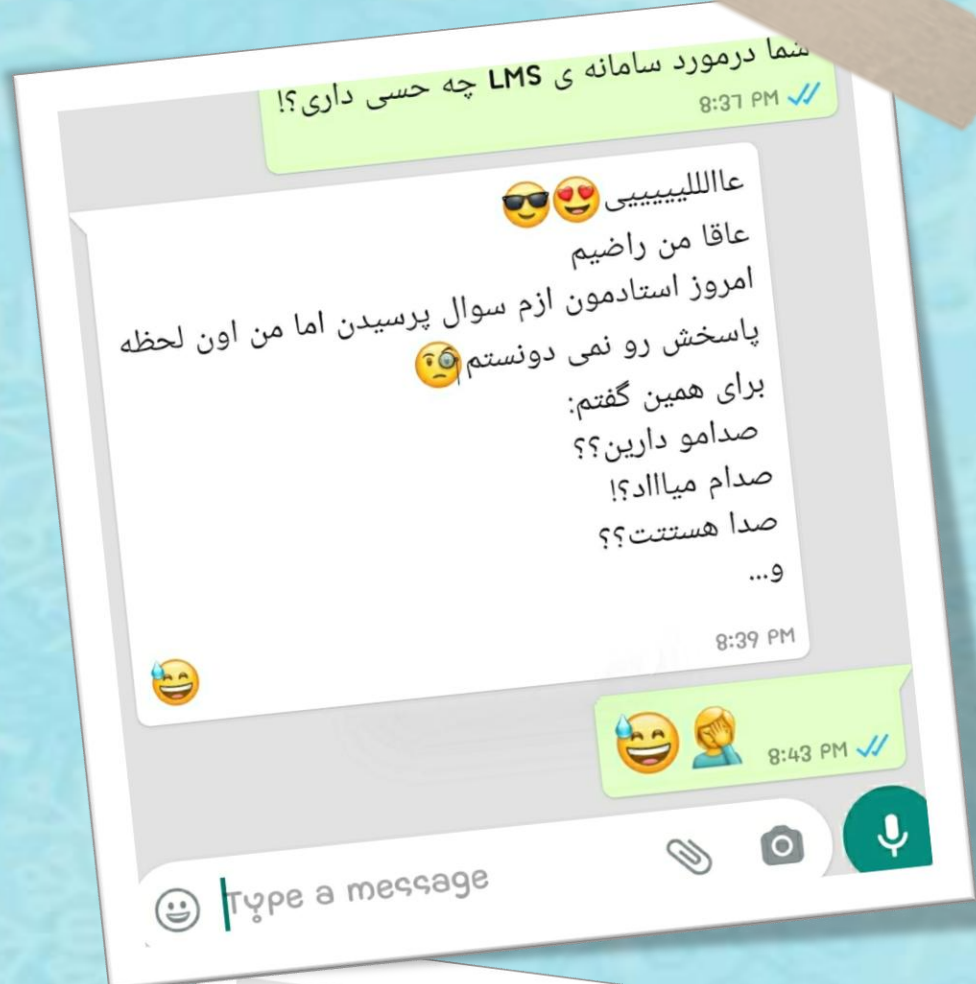 شما درمورد سامانه ی LMS چه حسی داری؟!
8:37 PM
عااالللیییییی😍😎
عاقا من راضیم
امروز استادمون ازم سوال پرسیدن اما من اون لحظه
پاسخش رو نمی دونستم🧐
برای همین گفتم:
صدامو دارین؟؟
صدام میاااد؟!
صدا هستتت؟؟
و...
😅
8:39 PM
😅🤦‍♂️ 8:43 PM
Type a message